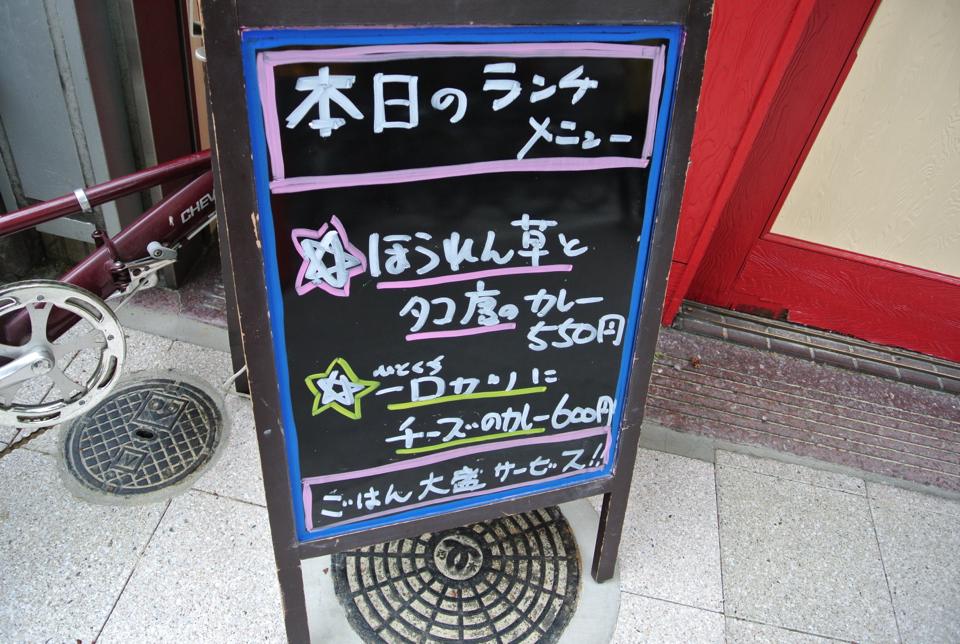 本日のランチ
メニュー
ほうれん草と
タコ唐のカレー
550円
ひとくち
一口カツに
チーズのカレー600円
ごはん大盛サービス!!
CHEV